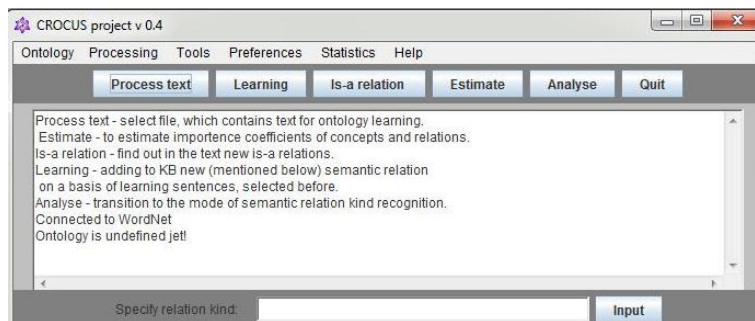 CROCUS project v 0.4
Ontology Processing Tools Preferences Statistics Help
Process text Learning Is-a relation Estimate Analyse Quit
Process text - select file, which contains text for ontology learning.
Estimate - to estimate importence coefficients of concepts and relations.
Is-a relation - find out in the text new is-a relations.
Learning - adding to KB new (mentioned below) semantic relation
on a basis of learning sentences, selected before.
Analyse - transition to the mode of semantic relation kind recognition.
Connected to WordNet
Ontology is undefined jet!
Specify relation kind: Input